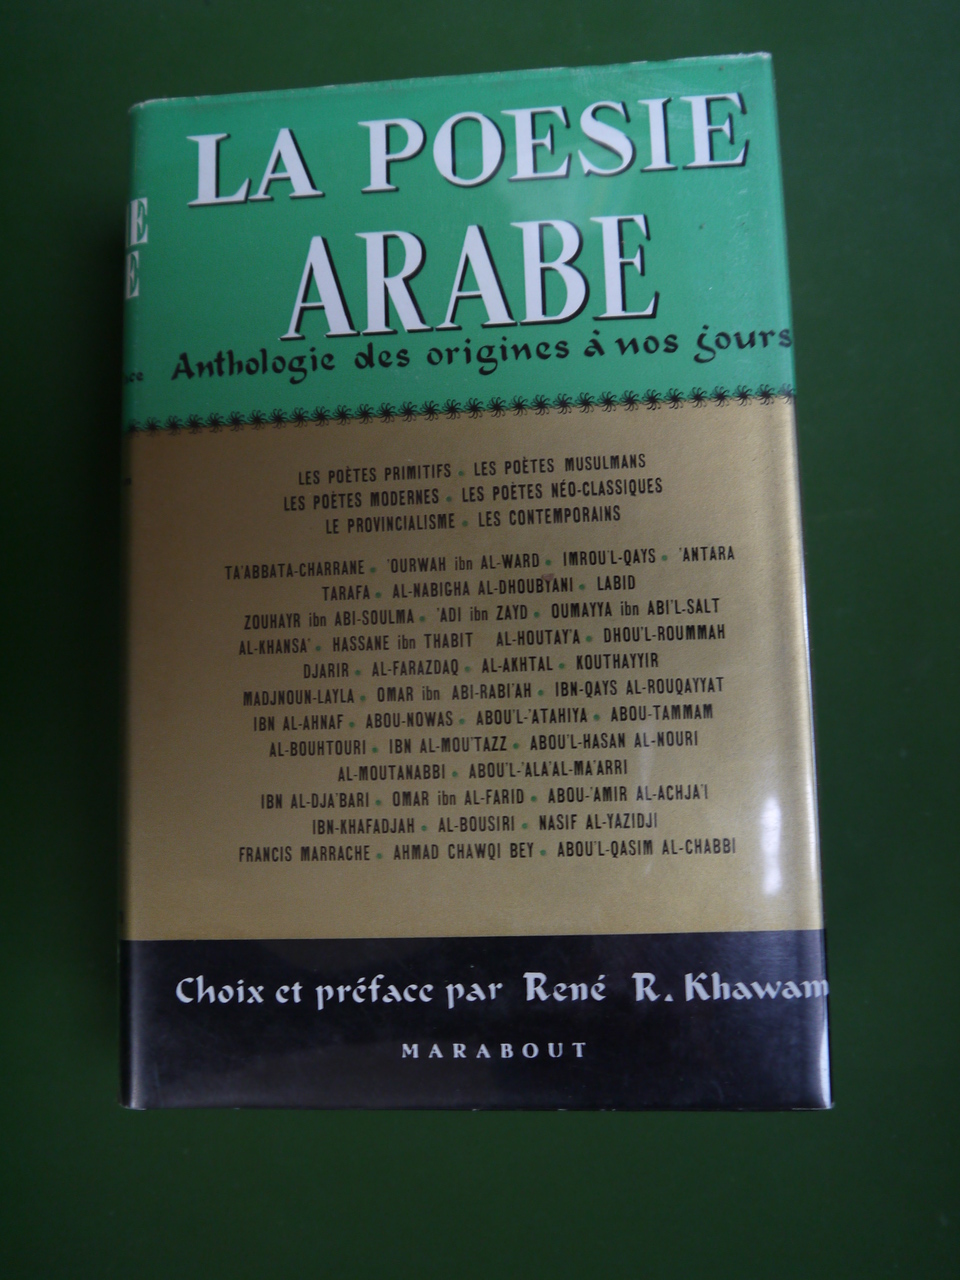 LA POESIE
ARABE
Anthologie des origines à nos jours
LES POÈTES PRIMITIFS • LES POÈTES MUSULMANS
LES POÈTES MODERNES • LES POÈTES NÉO-CLASSIQUES
LE PROVINCIALISME • LES CONTEMPORAINS
TA'ABBATA-CHARRANE • 'OURWAH ibn AL-WARD • IMROU'L-QAYS • 'ANTARA
TARAFA • AL-NABIGHA AL-DHOUBYANI • LABID
ZOUHAYR ibn ABI-SOULMA • 'ADI ibn ZAYD • OUMAYYA ibn ABI'L-SALT
AL-KHANSA' • HASSANE ibn THABIT AL-HOUTAY'A • DHOU'L-ROUMMAH
DJARIR • AL-FARAZDAQ • AL-AKHTAL • KOUTHAYYIR
MADJNOUN-LAYLA • OMAR ibn ABI-RABI'AH • IBN-QAYS AL-ROUQAYYAT
IBN AL-AHNAF • ABOU-NOWAS • ABOU'L-'ATAHIYA • ABOU-TAMMAM
AL-BOUHTOURI • IBN AL-MOU'TAZZ • ABOU'L-HASAN AL-NOURI
AL-MOUTANABBI • ABOU'L-'ALA'AL-MA'ARRI
IBN AL-DJA'BARI • OMAR ibn AL-FARID • ABOU-'AMIR AL-ACHJA'I
IBN-KHAFADJAH • AL-BOUSIRI • NASIF AL-YAZIDJI
FRANCIS MARRACHE • AHMAD CHAWQI BEY • ABOU'L-QASIM AL-CHABBI
Choix et préface par René R. Khawam
MARABOUT